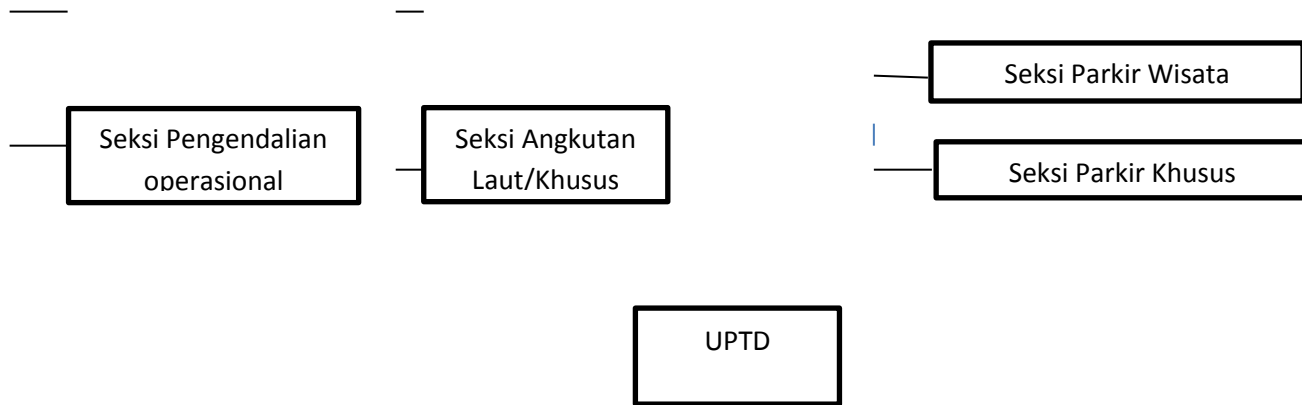 Seksi Parkir Wisata
Seksi Pengendalian
operasional
Seksi Angkutan
Laut/Khusus
Seksi Parkir Khusus
UPTD